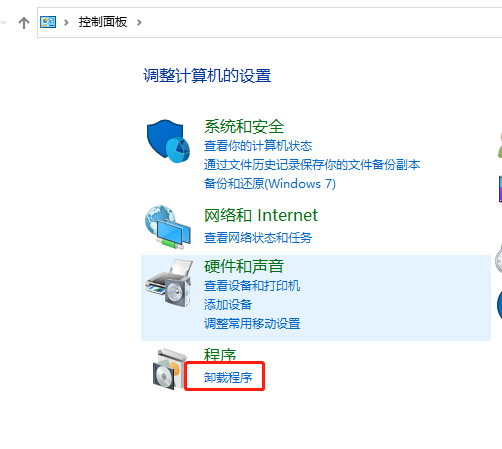 控制面板
调整计算机的设置
系统和安全
查看你的计算机状态
通过文件历史记录保存你的文件备份副本
备份和还原(Windows 7)
网络和 Internet
查看网络状态和任务
硬件和声音
查看设备和打印机
添加设备
调整常用移动设置
程序
卸载程序